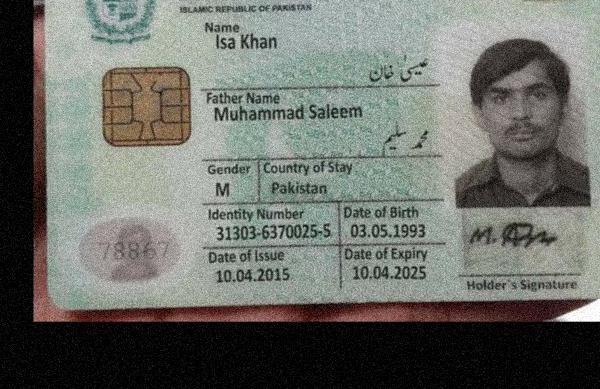 ISLAMIC REPUBLIC OF PAKISTAN
Name
Isa Khan
عیسیٰ خان
Father Name
Muhammad Saleem
محمد سلیم
Gender Country of Stay
M Pakistan
Identity Number Date of Birth
31303-6370025-5 03.05.1993
78867
Date of Issue Date of Expiry
10.04.2015 10.04.2025
Holder's Signature